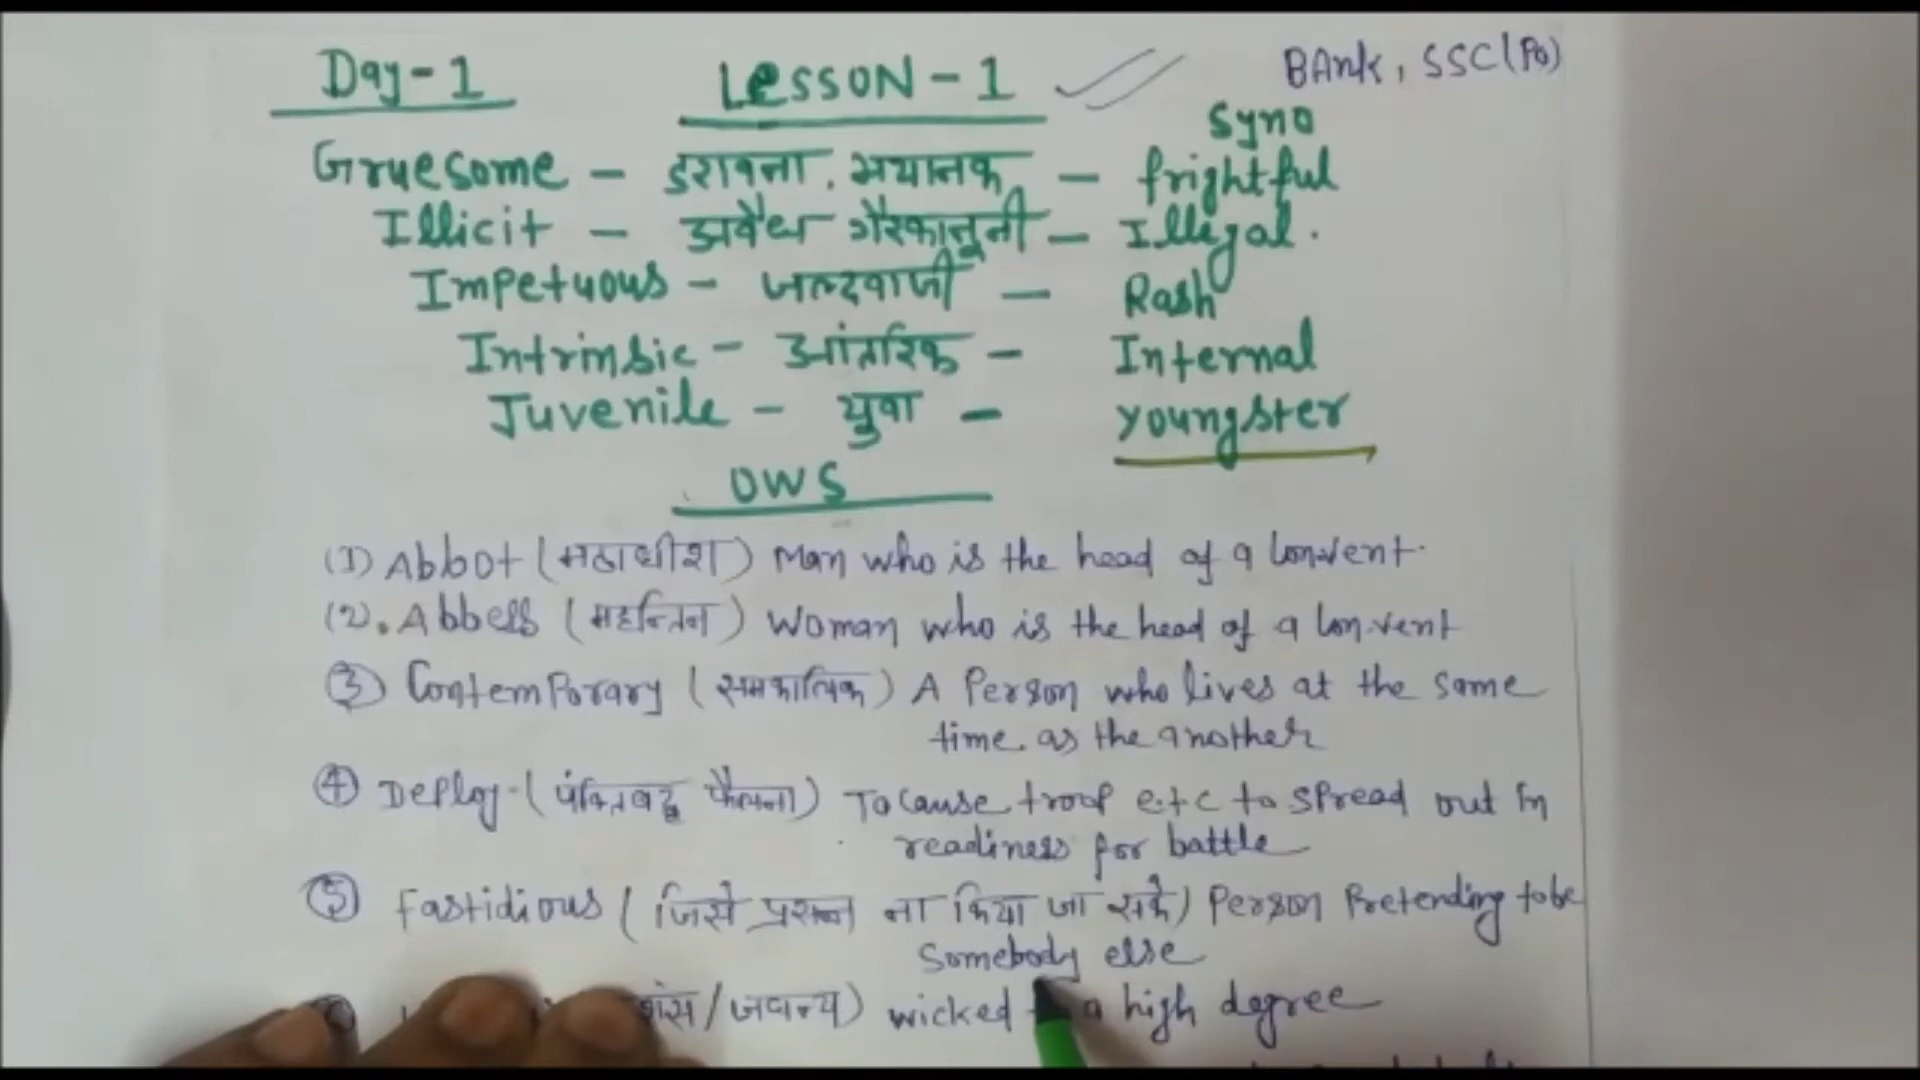 Day-1 Lesson-1 BAnk, SSC(Po)
Syno
Gruesome - डरावना, भयानक - frightful
Illicit - अवैध गैरकानूनी - Illegal.
Impetuous - जल्दवाजी - Rash
Intrinsic - आंतरिक - Internal
Juvenile - युवा - youngster
OWS
(1) Abbot (मठाधीश) Man who is the head of a convent.
(2). Abbess (महन्तिन) Woman who is the head of a convent
(3) Contemporary (समकालिक) A Person who lives at the same
time as the another
(4) Deploy-(पंक्तिवद्ध फैलना) To cause troop e.t.c to spread out in
readiness for battle
(5) Fastidious (जिसे प्रसन्न ना किया जा सके) Person Pretending to be
Somebody else
/जघन्य) wicked a high degree